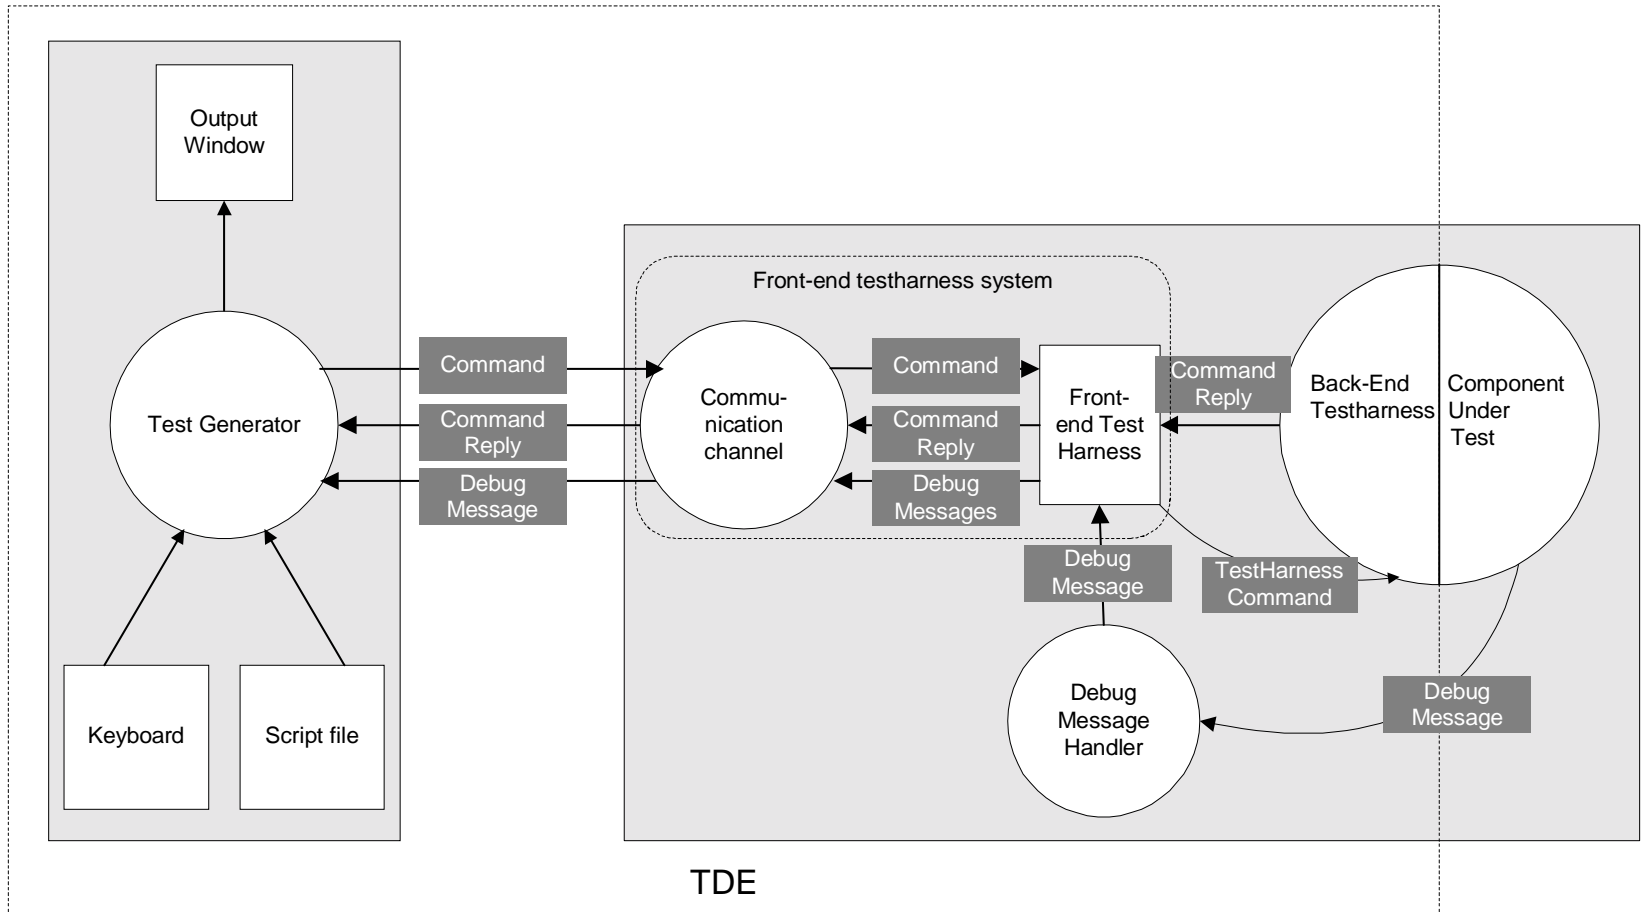 Output
Window
Front-end testharness system
Command
Command
Command
Reply
Test Generator
Command
Reply
Commu-
nication
channel
Command
Reply
Front-
end Test
Harness
Back-End
Testharness
Component
Under
Test
Debug
Message
Debug
Messages
Debug
Message
TestHarness
Command
Keyboard
Script file
Debug
Message
Handler
Debug
Message
TDE